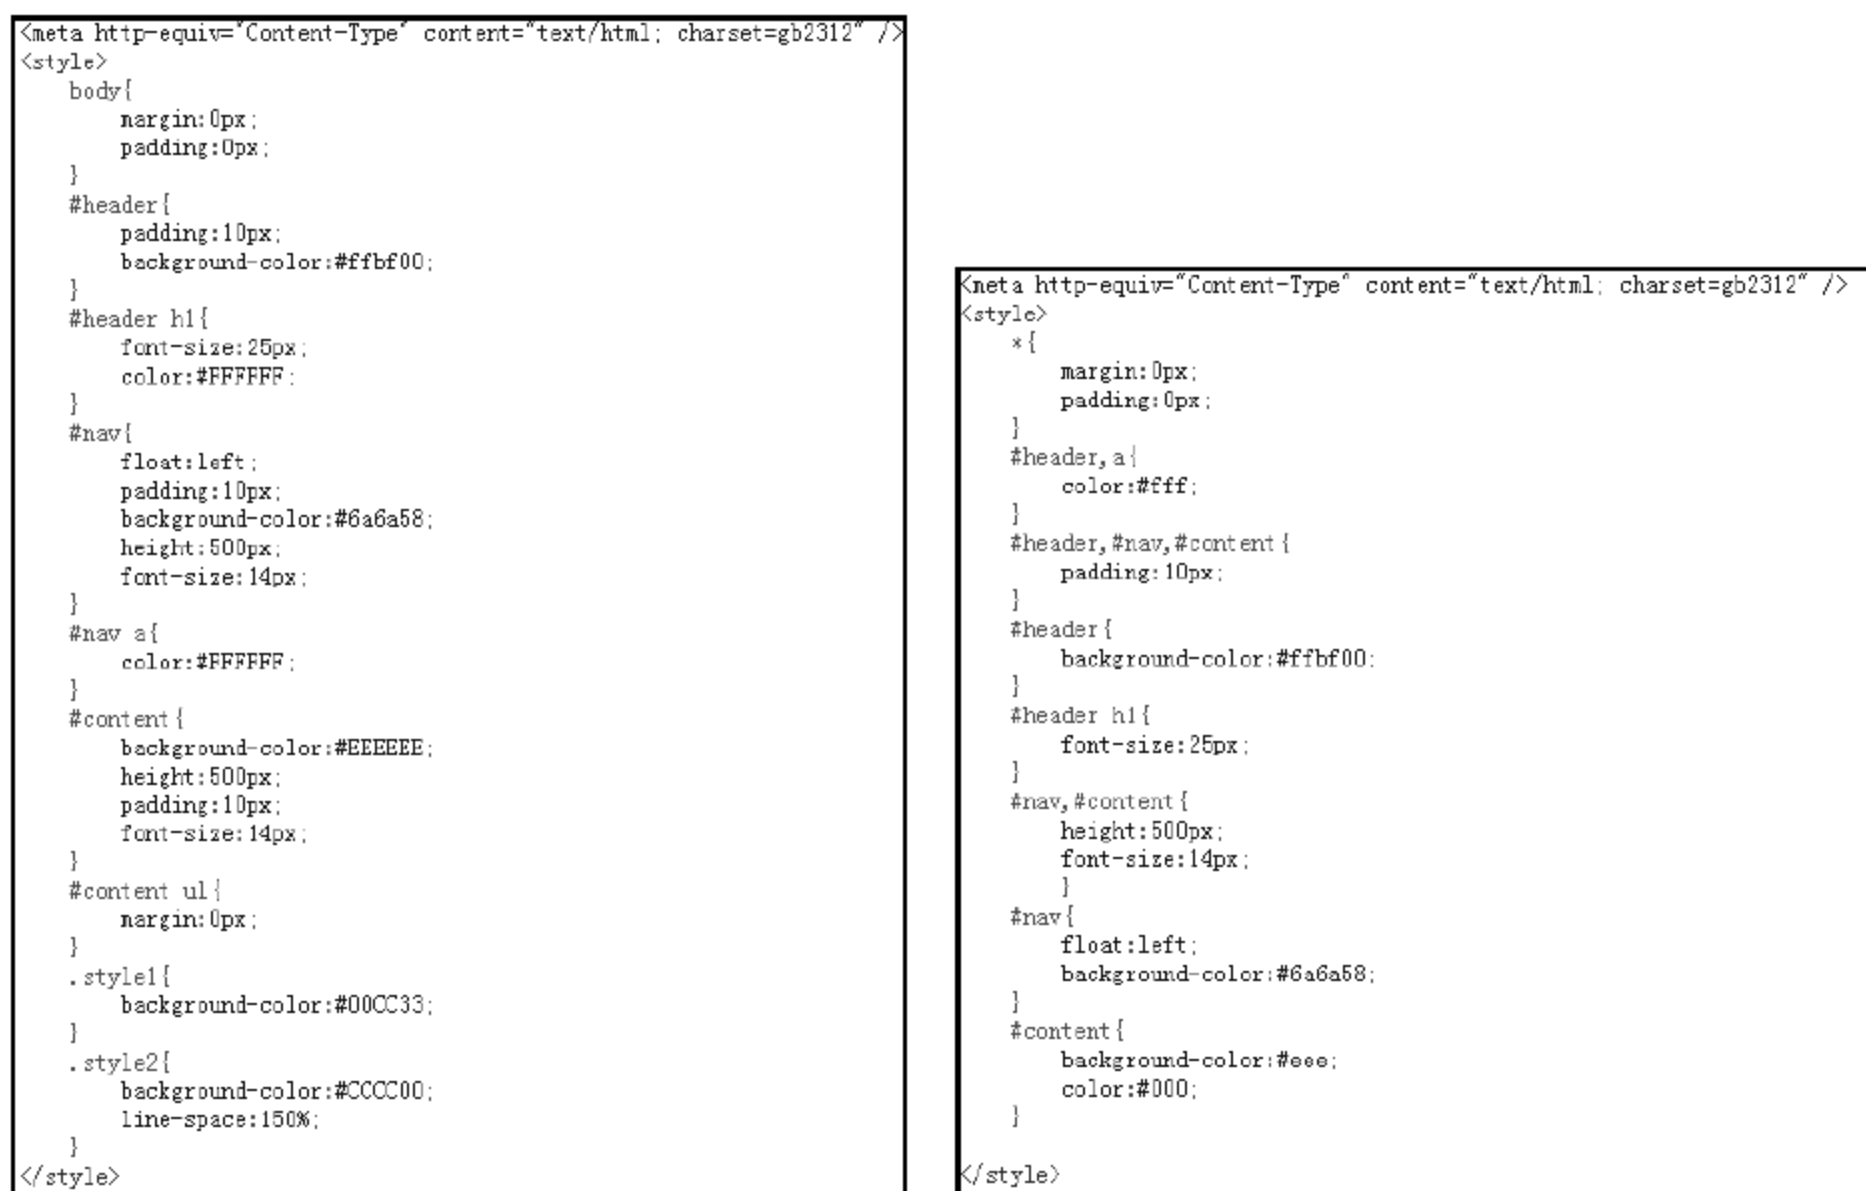 <meta http-equiv="Content-Type" content="text/html; charset=gb2312" />
<style>
body{
margin:0px;
padding:0px;
}
#header{
padding:10px;
background-color:#ffbf00;
}
#header h1{
font-size:25px;
color:#FFFFFF;
}
#nav{
float:left;
padding:10px;
background-color:#6a6a58;
height:500px;
font-size:14px;
}
#nav a{
color:#FFFFFF;
}
#content{
background-color:#EEEEEE;
height:500px;
padding:10px;
font-size:14px;
}
#content ul{
margin:0px;
}
.style1{
background-color:#00CC33;
}
.style2{
background-color:#CCCC00;
line-space:150%;
}
</style>
<meta http-equiv="Content-Type" content="text/html; charset=gb2312" />
<style>
*{
margin:0px;
padding:0px;
}
#header,a{
color:#fff;
}
#header,#nav,#content{
padding:10px;
}
#header{
background-color:#ffbf00;
}
#header h1{
font-size:25px;
}
#nav,#content{
height:500px;
font-size:14px;
}
#nav{
float:left;
background-color:#6a6a58;
}
#content{
background-color:#eee;
color:#000;
}
</style>